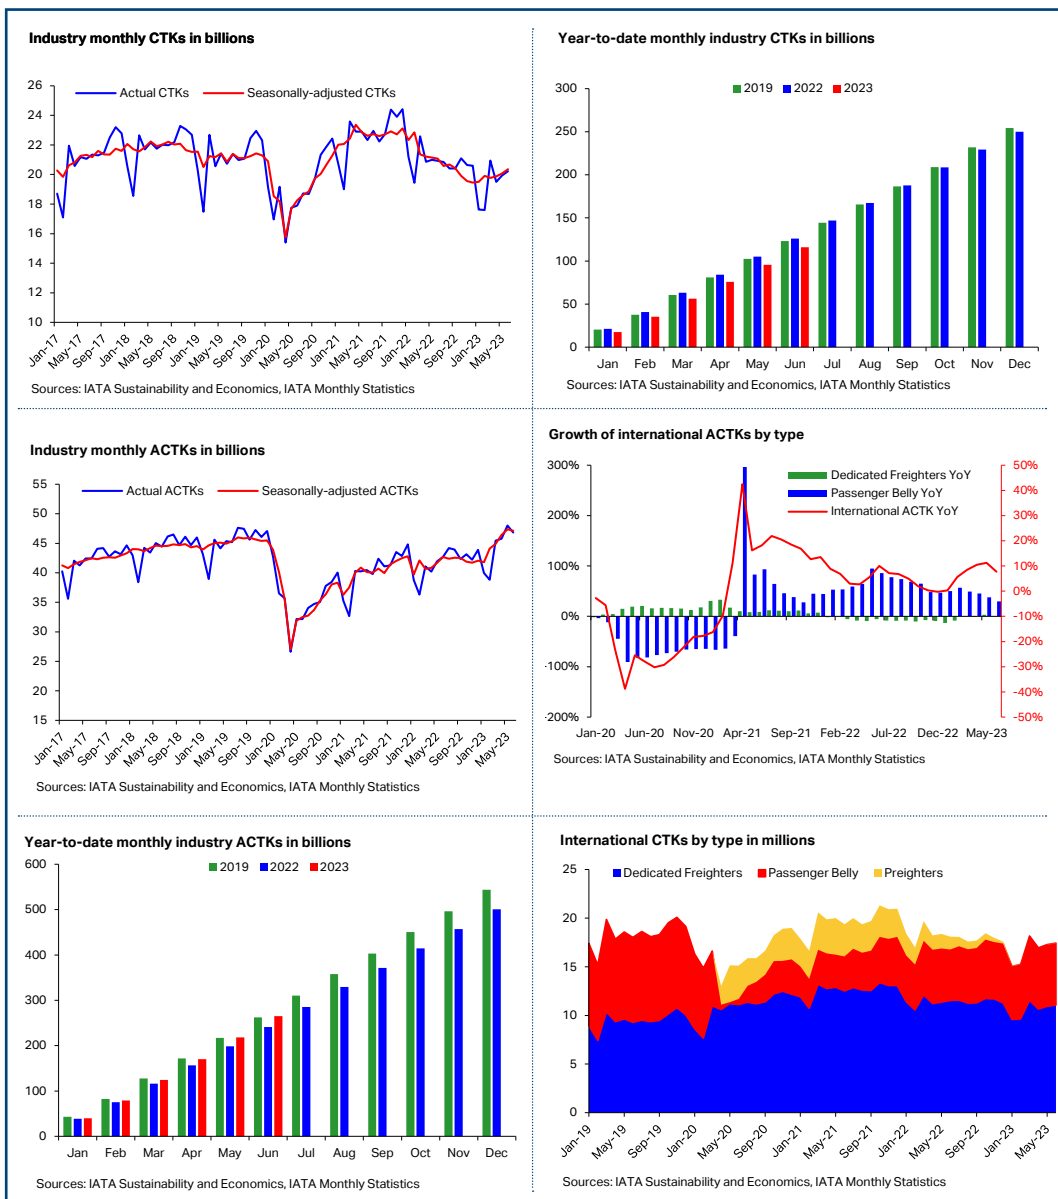 Industry monthly CTKs in billions
Actual CTKs
Seasonally-adjusted CTKs
26
24
22
20
18
16
14
12
10
Jan-17
May-17
Sep-17
Jan-18
May-18
Sep-18
Jan-19
May-19
Sep-19
Jan-20
May-20
Sep-20
Jan-21
May-21
Sep-21
Jan-22
May-22
Sep-22
Jan-23
May-23
Sources: IATA Sustainability and Economics, IATA Monthly Statistics
Year-to-date monthly industry CTKs in billions
2019 2022 2023
300
250
200
150
100
50
0
Jan Feb Mar Apr May Jun Jul Aug Sep Oct Nov Dec
Sources: IATA Sustainability and Economics, IATA Monthly Statistics
Industry monthly ACTKs in billions
Actual ACTKs
Seasonally-adjusted ACTKs
55
50
45
40
35
30
25
20
15
Jan-17
May-17
Sep-17
Jan-18
May-18
Sep-18
Jan-19
May-19
Sep-19
Jan-20
May-20
Sep-20
Jan-21
May-21
Sep-21
Jan-22
May-22
Sep-22
Jan-23
May-23
Sources: IATA Sustainability and Economics, IATA Monthly Statistics
Growth of international ACTKs by type
Dedicated Freighters YoY
Passenger Belly YoY
International ACTK YoY
300%
200%
100%
0%
-100%
-200%
50%
40%
30%
20%
10%
0%
-10%
-20%
-30%
-40%
-50%
Jan-20 Jun-20 Nov-20 Apr-21 Sep-21 Feb-22 Jul-22 Dec-22 May-23
Sources: IATA Sustainability and Economics, IATA Monthly Statistics
Year-to-date monthly industry ACTKs in billions
2019 2022 2023
600
500
400
300
200
100
0
Jan Feb Mar Apr May Jun Jul Aug Sep Oct Nov Dec
Sources: IATA Sustainability and Economics, IATA Monthly Statistics
International CTKs by type in millions
Dedicated Freighters Passenger Belly Preighters
25
20
15
10
5
0
Jan-19
May-19
Sep-19
Jan-20
May-20
Sep-20
Jan-21
May-21
Sep-21
Jan-22
May-22
Sep-22
Jan-23
May-23
Sources: IATA Sustainability and Economics, IATA Monthly Statistics